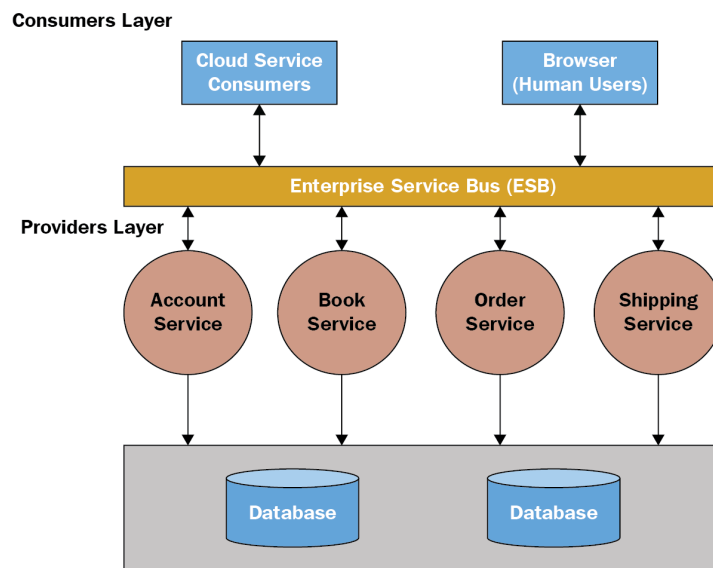 Consumers Layer
Cloud Service
Consumers
Browser
(Human Users)
Enterprise Service Bus (ESB)
Providers Layer
Account
Service
Book
Service
Order
Service
Shipping
Service
Database
Database